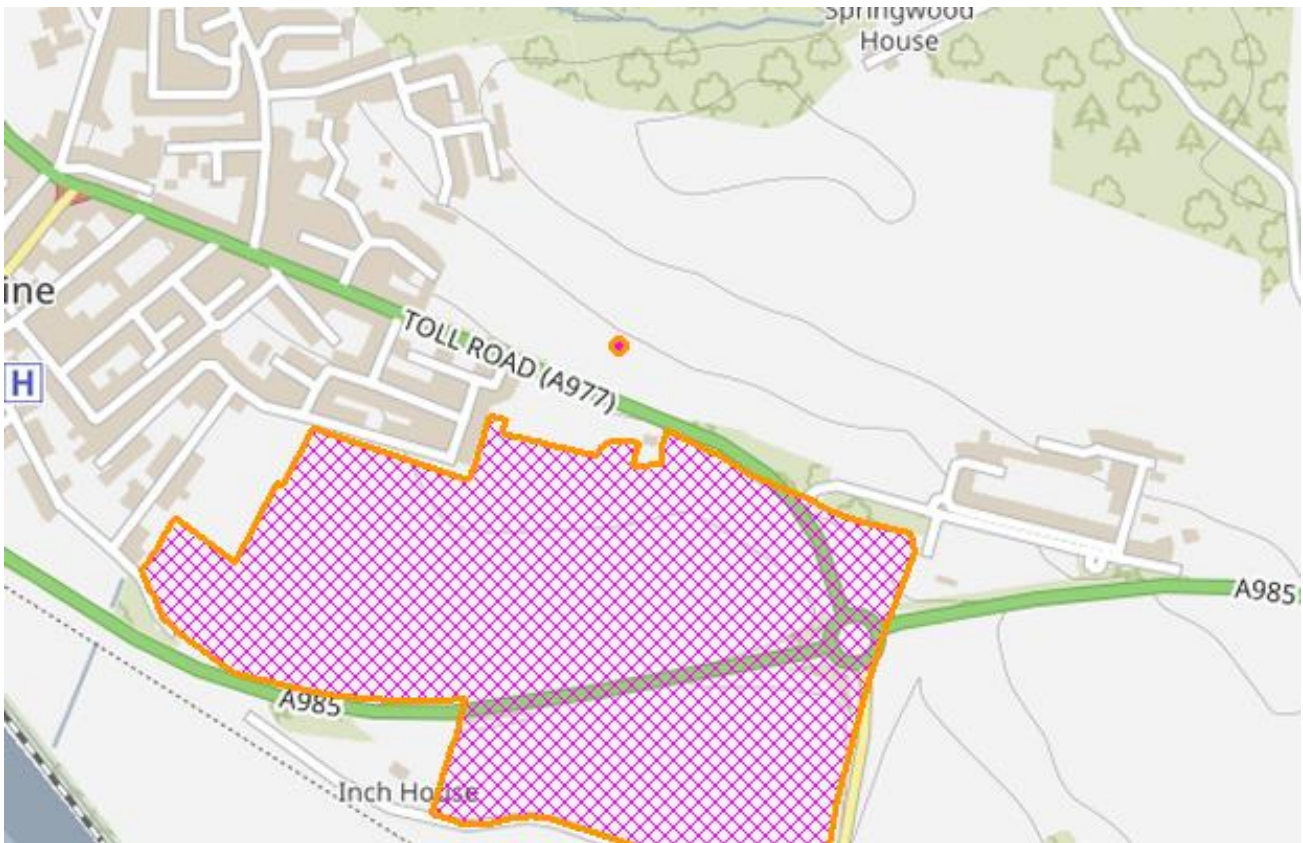 Springwood
House
ine
TOLL ROAD (A977)
H
A985
A985
Inch House